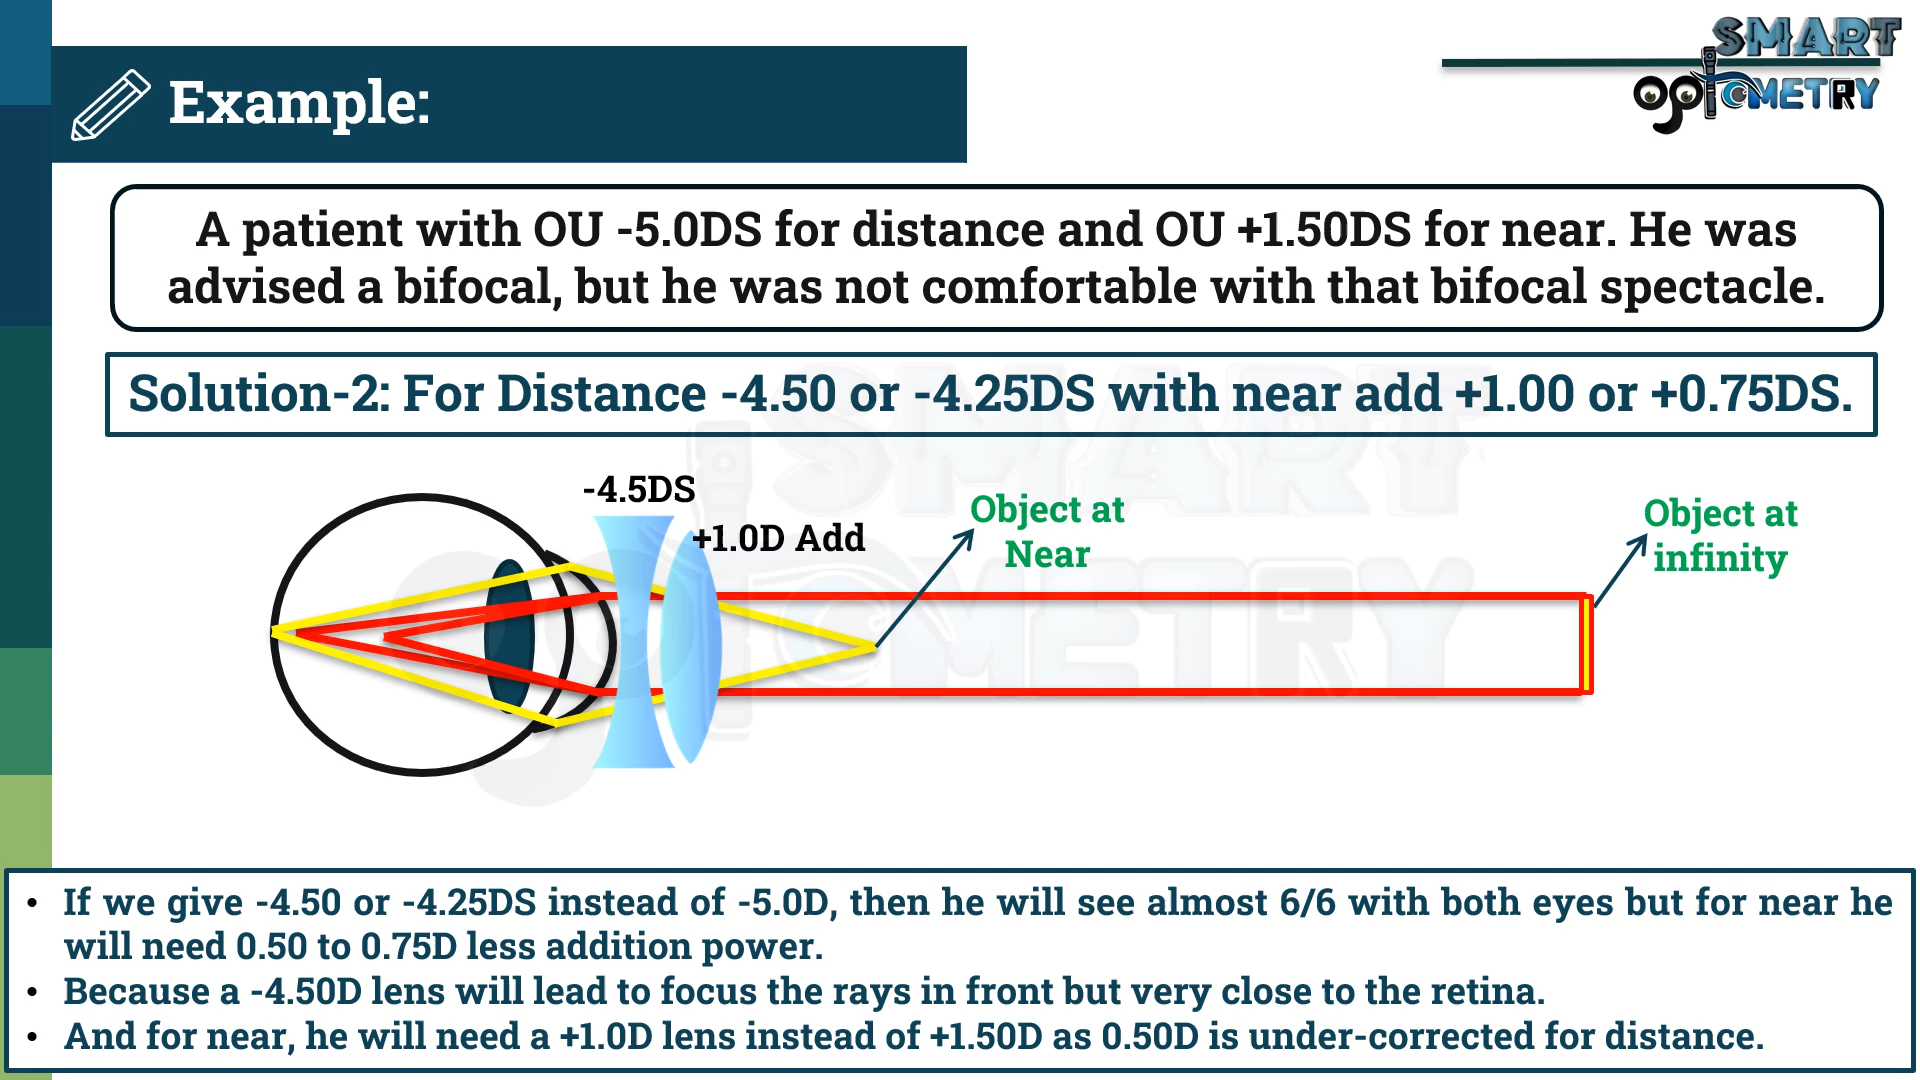 SMART
OPTOMETRY
Example:
A patient with OU -5.0DS for distance and OU +1.50DS for near. He was
advised a bifocal, but he was not comfortable with that bifocal spectacle.
Solution-2: For Distance -4.50 or -4.25DS with near add +1.00 or +0.75DS.
-4.5DS
+1.0D Add
Object at
Near
Object at
infinity
SMART
OPTOMETRY
• If we give -4.50 or -4.25DS instead of -5.0D, then he will see almost 6/6 with both eyes but for near he
will need 0.50 to 0.75D less addition power.
• Because a -4.50D lens will lead to focus the rays in front but very close to the retina.
• And for near, he will need a +1.0D lens instead of +1.50D as 0.50D is under-corrected for distance.